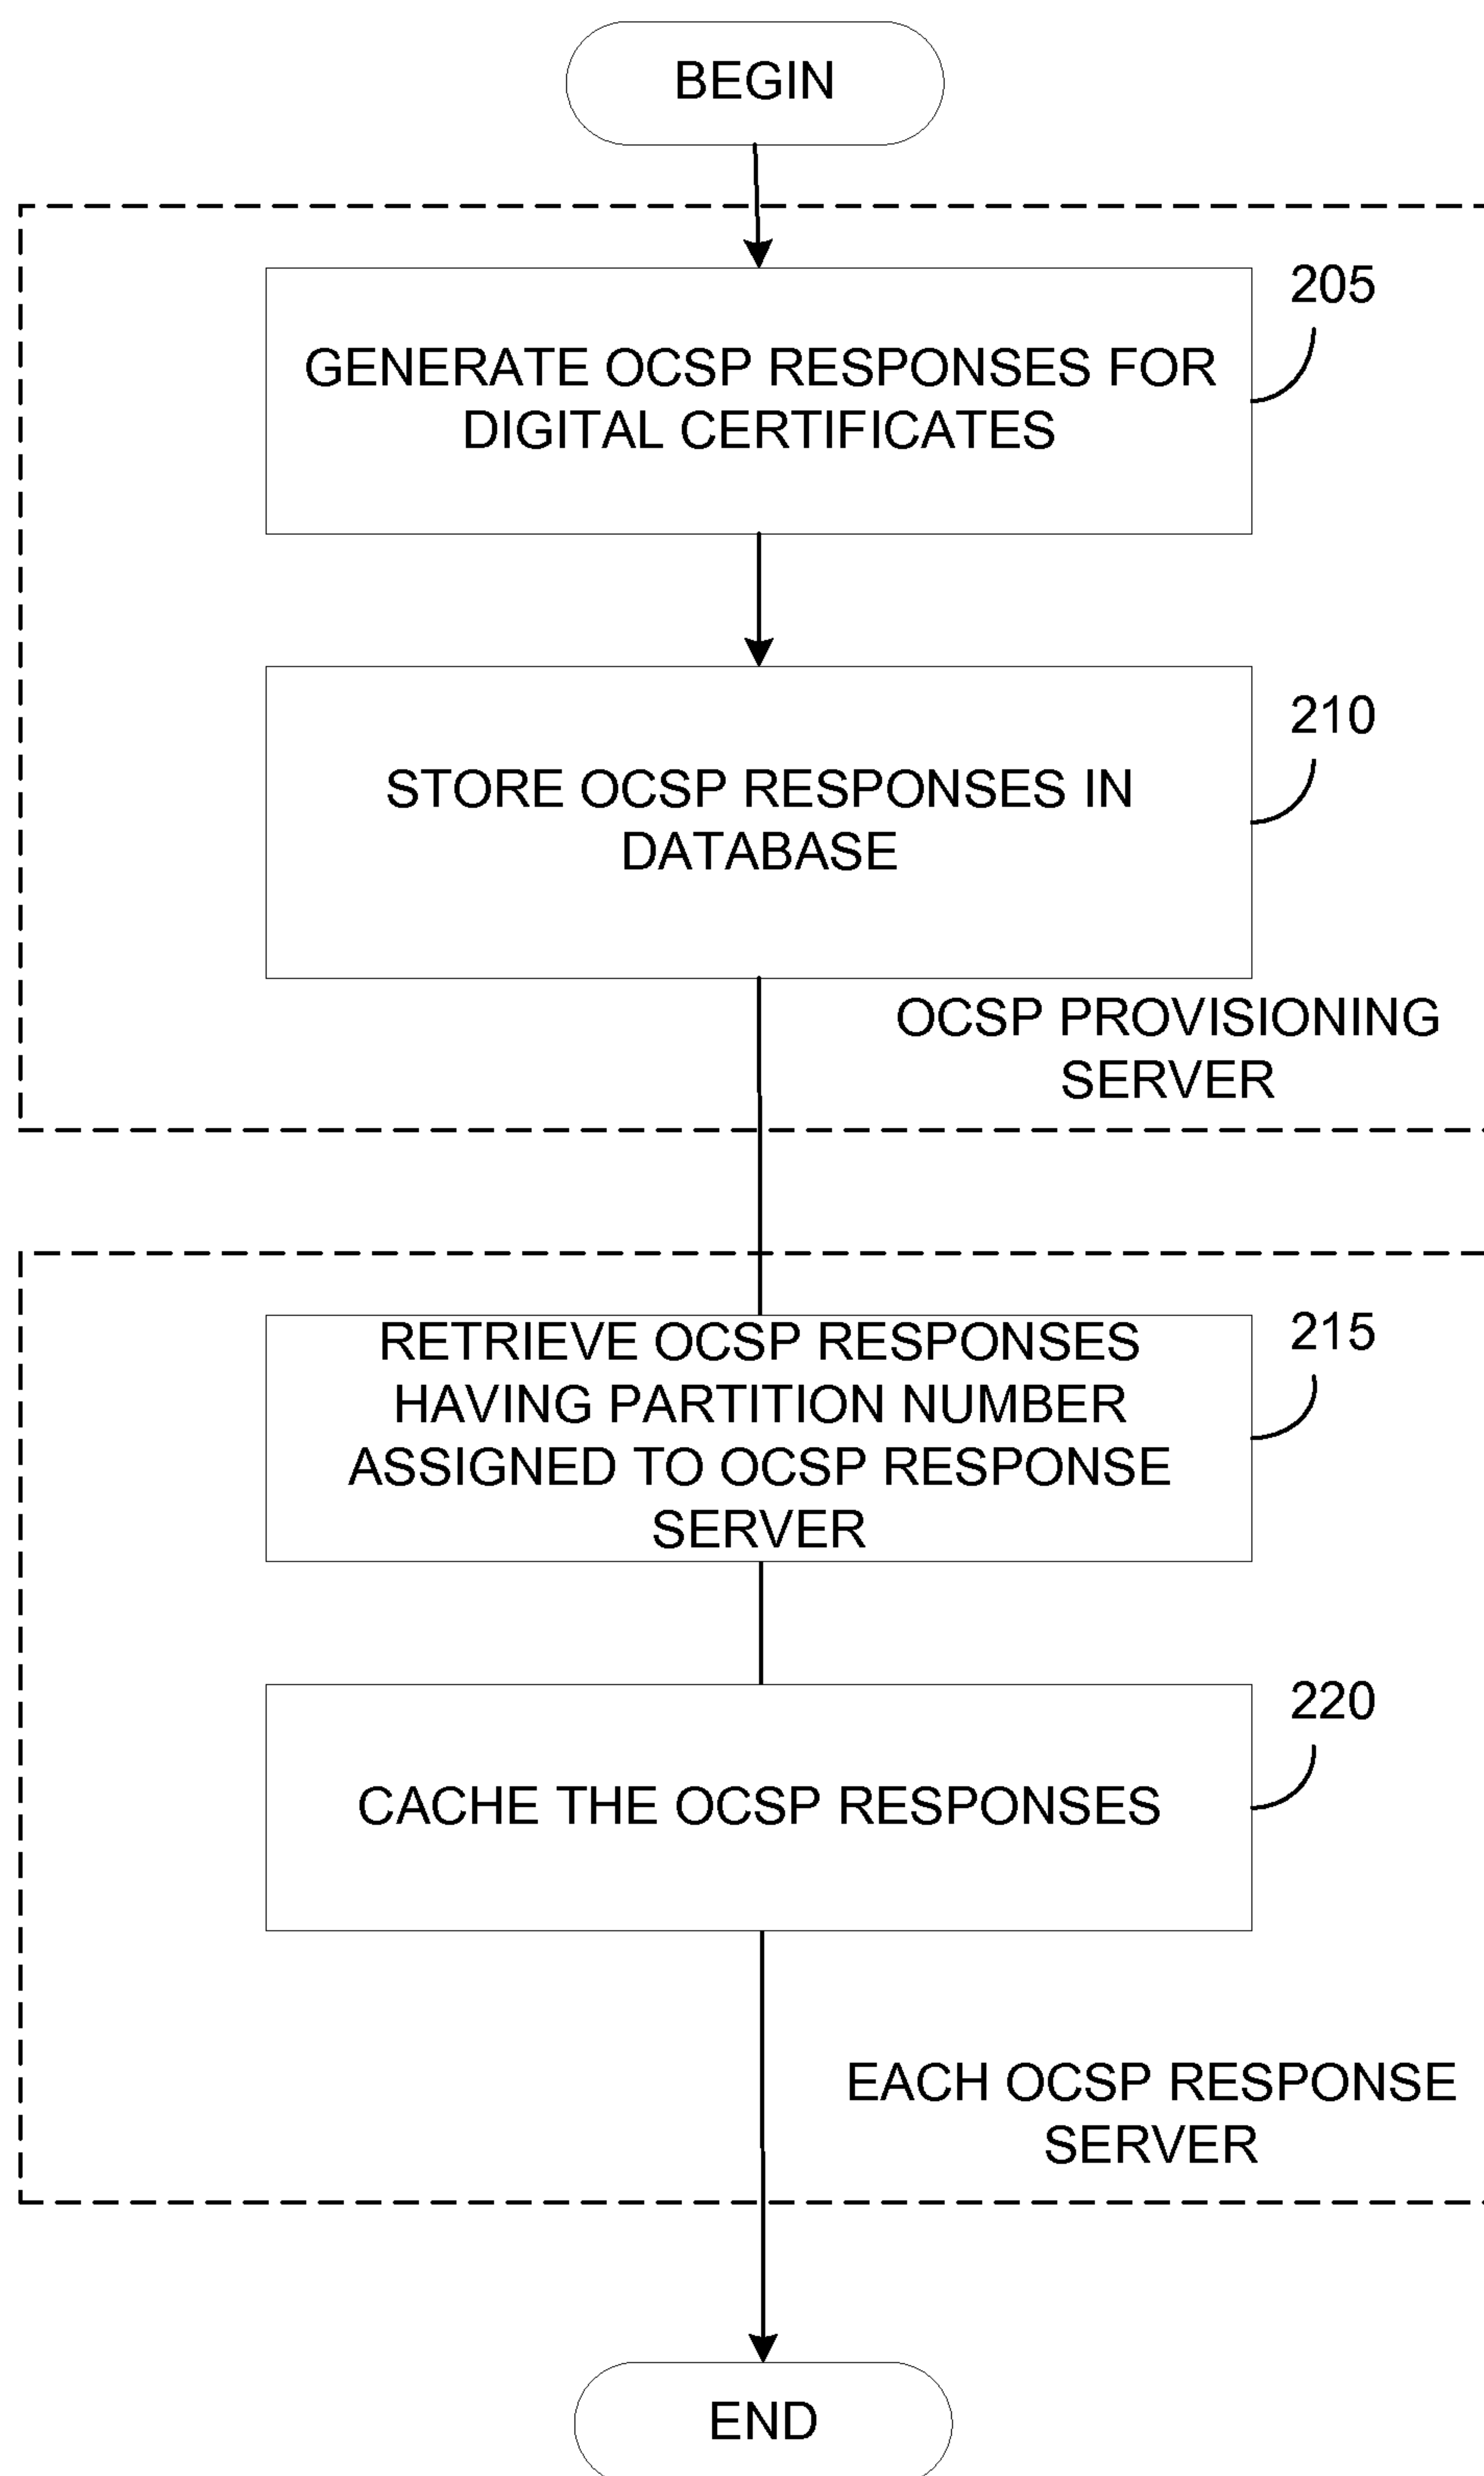 BEGIN
205
GENERATE OCSP RESPONSES FOR
DIGITAL CERTIFICATES
210
STORE OCSP RESPONSES IN
DATABASE
OCSP PROVISIONING
SERVER
215
RETRIEVE OCSP RESPONSES
HAVING PARTITION NUMBER
ASSIGNED TO OCSP RESPONSE
SERVER
220
CACHE THE OCSP RESPONSES
EACH OCSP RESPONSE
SERVER
END